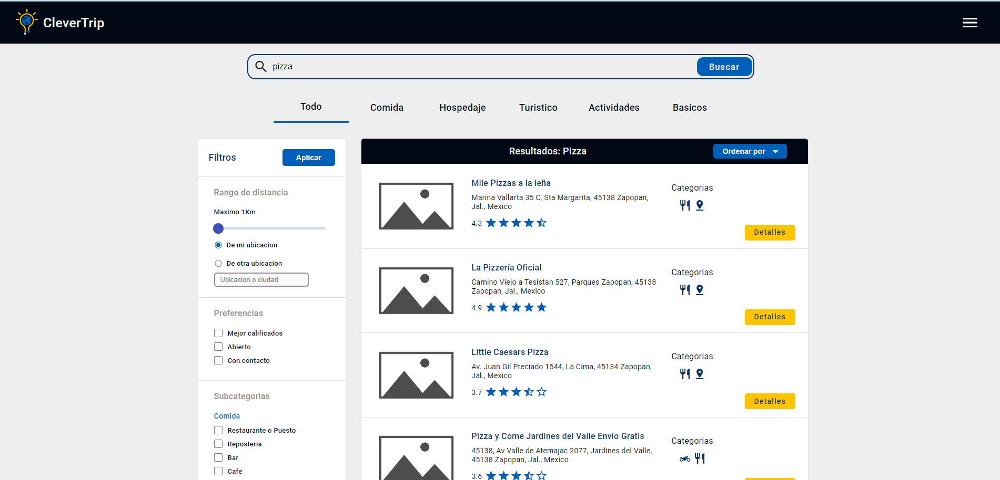 CleverTrip
pizza
Buscar
Todo
Comida
Hospedaje
Turistico
Actividades
Basicos
Filtros
Aplicar
Rango de distancia
Maximo 1Km
De mi ubicacion
De otra ubicacion
Ubicacion o ciudad
Preferencias
Mejor calificados
Abierto
Con contacto
Subcategorias
Comida
Restaurante o Puesto
Reposteria
Bar
Cafe
Resultados: Pizza
Ordenar por
Mile Pizzas a la leña
Marina Vallarta 35 C, Sta Margarita, 45138 Zapopan,
Jal., Mexico
4.3
Categorias
Detalles
La Pizzería Oficial
Camino Viejo a Tesistan 527, Parques Zapopan, 45138
Zapopan, Jal., Mexico
4.9
Categorias
Detalles
Little Caesars Pizza
Av. Juan Gil Preciado 1544, La Cima, 45134 Zapopan,
Jal., Mexico
3.7
Categorias
Detalles
Pizza y Come Jardines del Valle Envío Gratis
45138, Av Valle de Atemajac 2077, Jardines del Valle,
45138 Zapopan, Jal., Mexico
3.6
Categorias